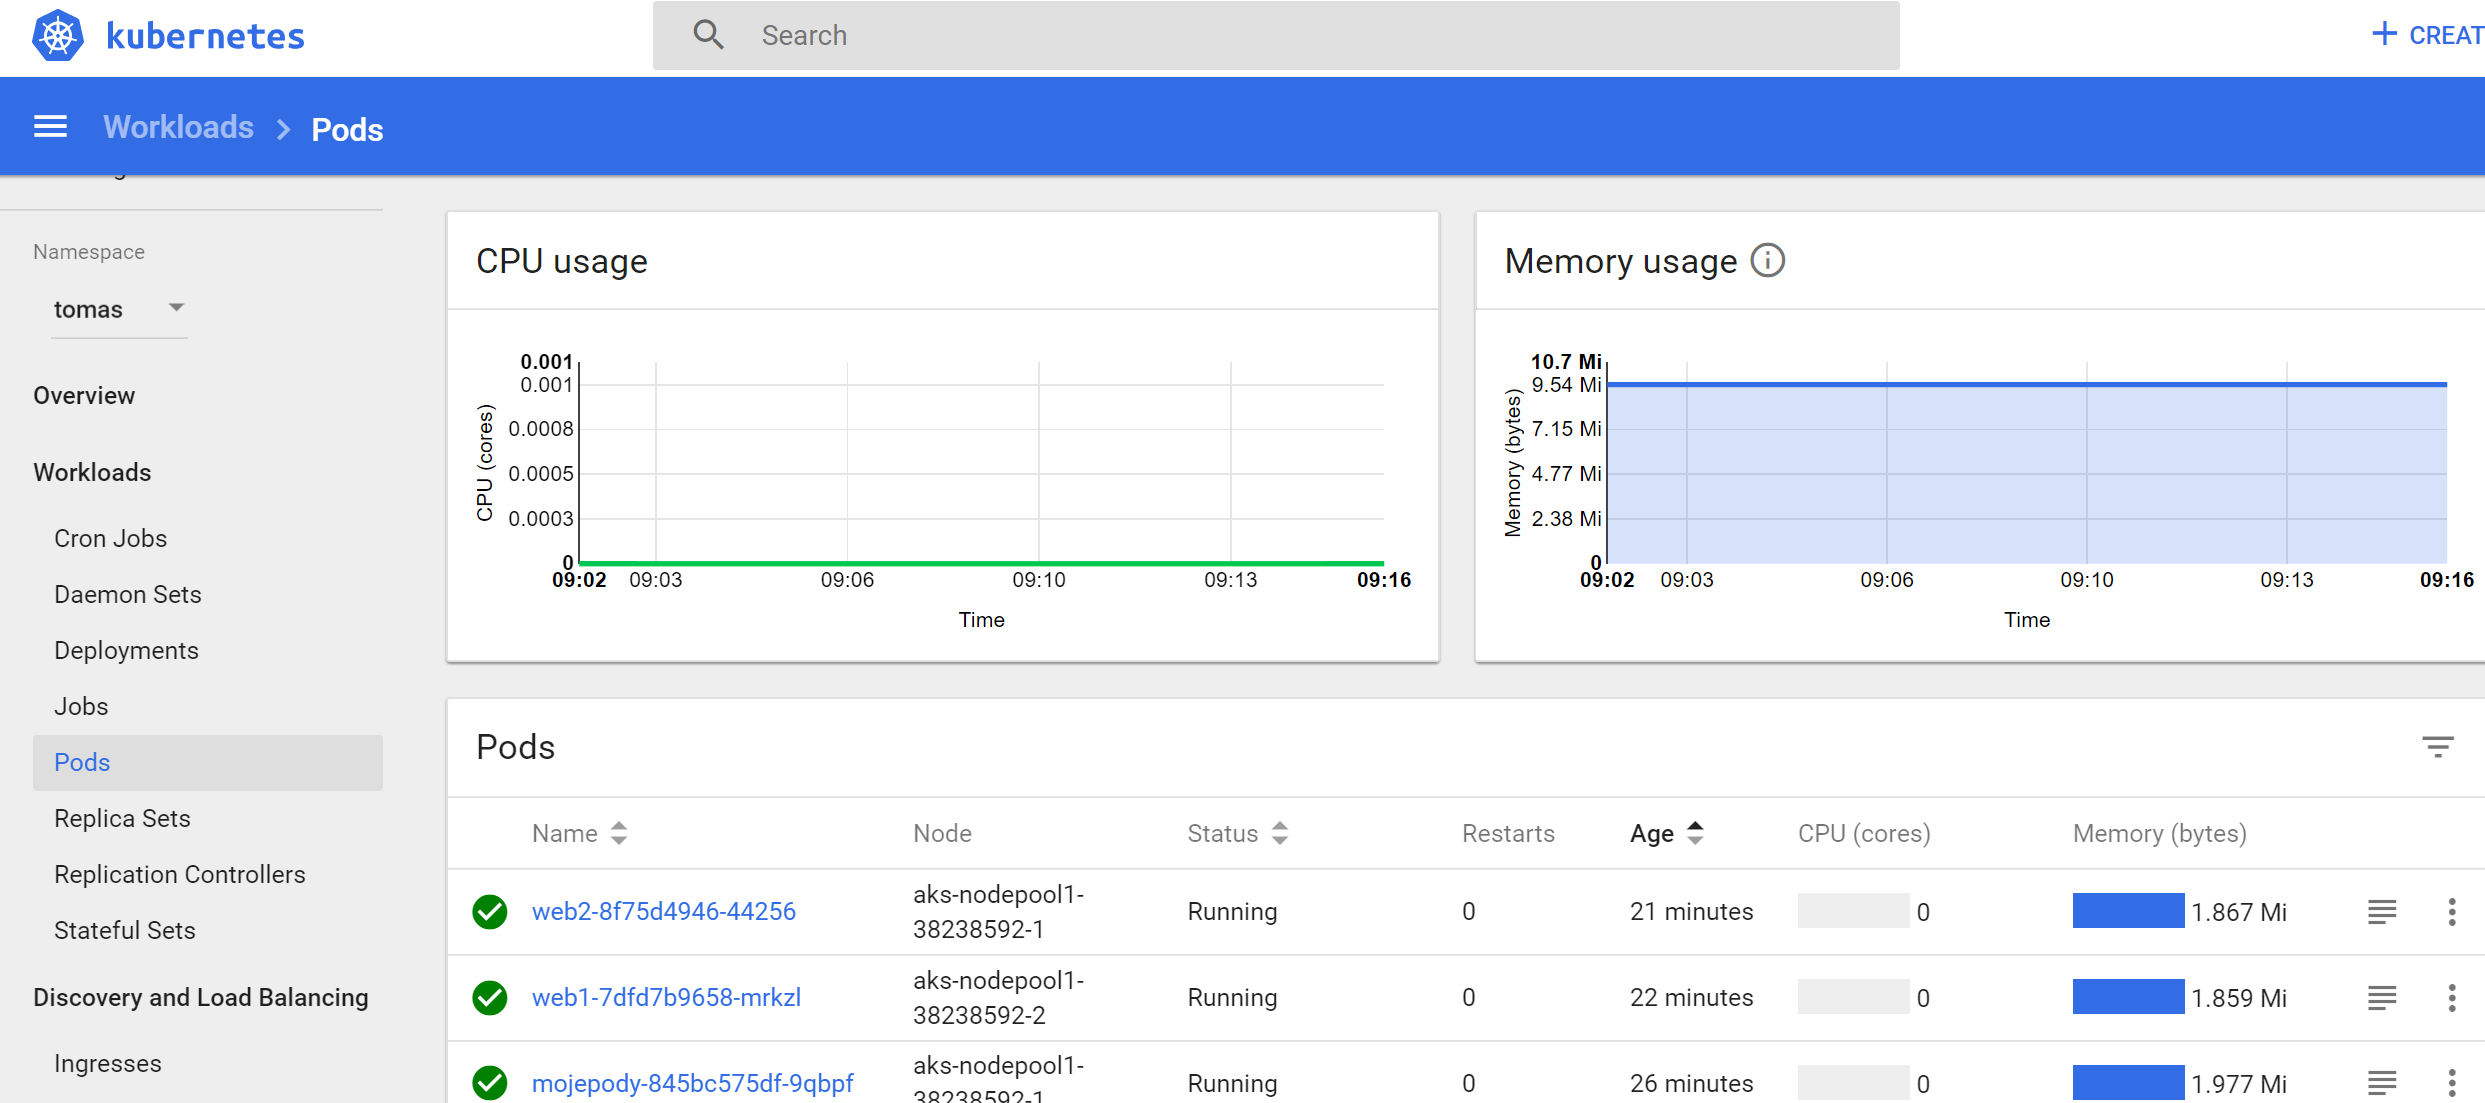 kubernetes
Search
CREAT
Workloads
Pods
Namespace
tomas
Overview
Workloads
Cron Jobs
Daemon Sets
Deployments
Jobs
Pods
Replica Sets
Replication Controllers
Stateful Sets
Discovery and Load Balancing
Ingresses
CPU usage
CPU (cores)
0.001
0.001
0.0008
0.0005
0.0003
0
09:02 09:03 09:06 09:10 09:13 09:16
Time
Memory usage
Memory (bytes)
10.7 Mi
9.54 Mi
7.15 Mi
4.77 Mi
2.38 Mi
0
09:02 09:03 09:06 09:10 09:13 09:16
Time
Pods
Name Node Status Restarts Age CPU (cores) Memory (bytes)
web2-8f75d4946-44256 aks-nodepool1- Running 0 21 minutes 0 1.867 Mi
38238592-1
web1-7dfd7b9658-mrkzl aks-nodepool1- Running 0 22 minutes 0 1.859 Mi
38238592-2
mojepody-845bc575df-9qbpf aks-nodepool1- Running 0 26 minutes 0 1.977 Mi
38238592-1